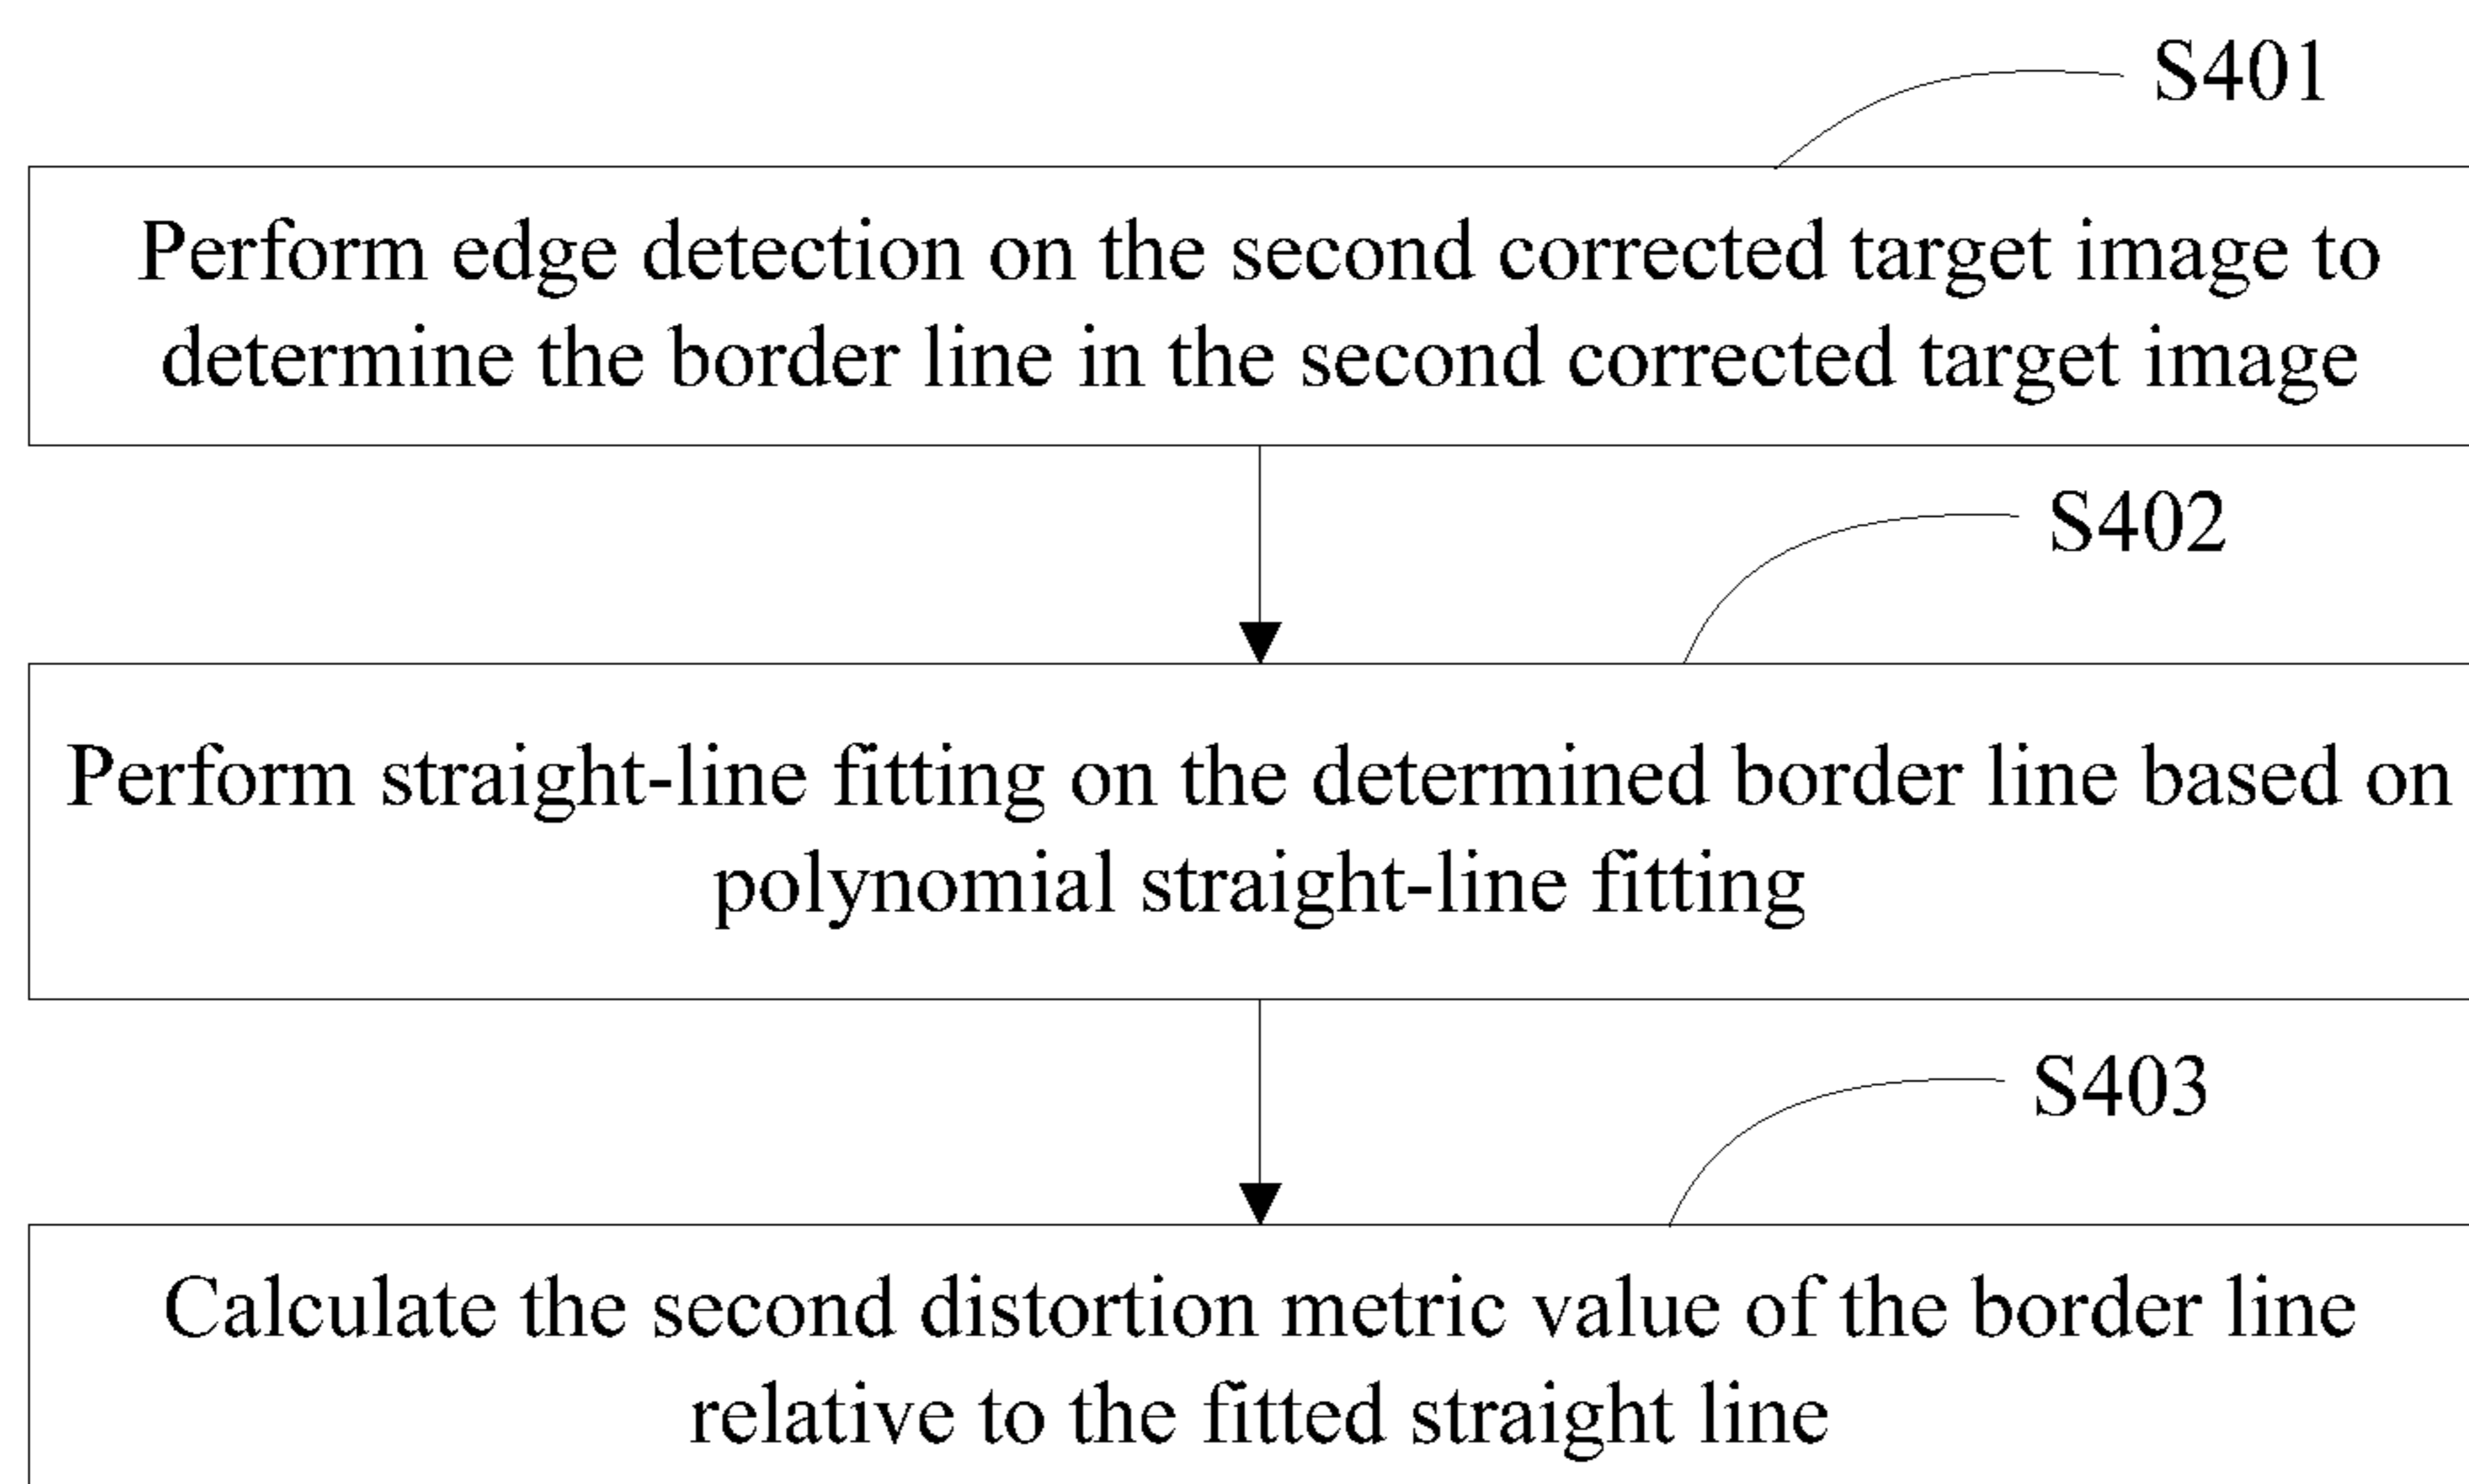 S401
Perform edge detection on the second corrected target image to
determine the border line in the second corrected target image
S402
Perform straight-line fitting on the determined border line based on
polynomial straight-line fitting
S403
Calculate the second distortion metric value of the border line
relative to the fitted straight line